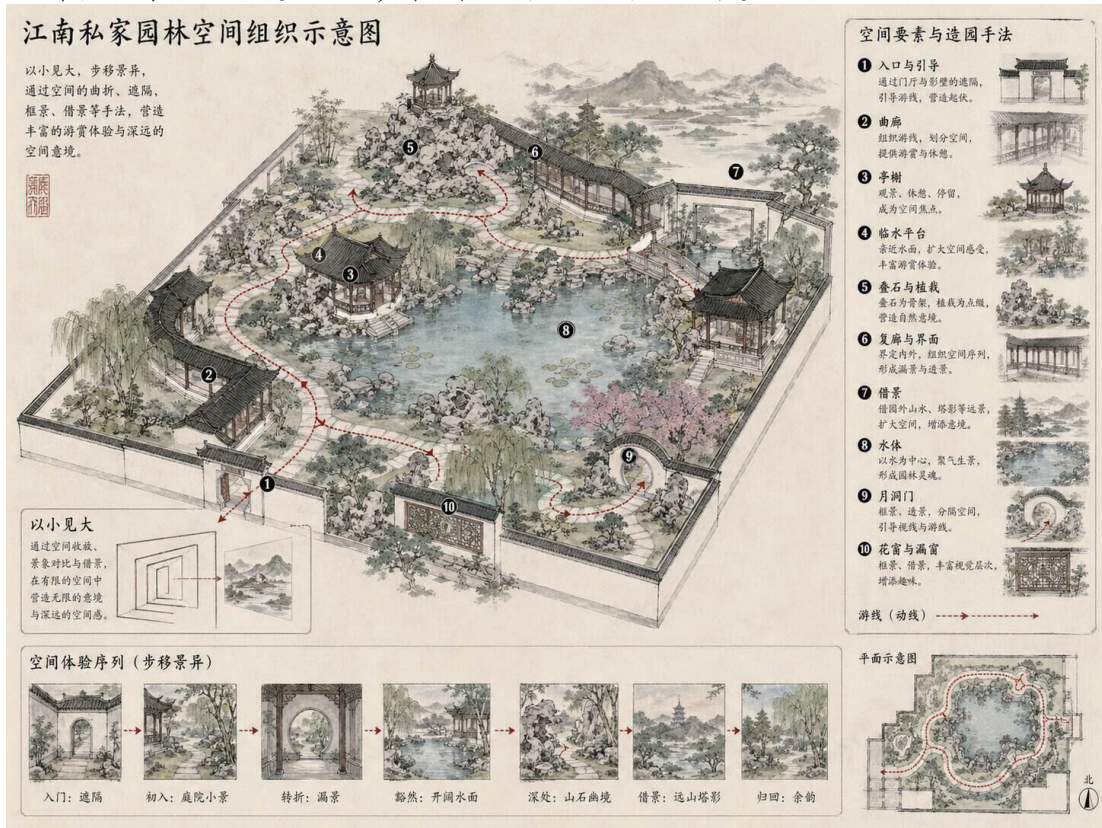 江南私家园林空间组织示意图
以小见大，步移景异，
通过空间的曲折、遮隔、
框景、借景等手法，营造
丰富的游赏体验与深远的
空间意境。
5
6
7
4
3
8
2
9
1
10
以小见大
通过空间收放、
景象对比与借景，
在有限的空间中
营造无限的意境
与深远的空间感。
空间要素与造园手法
1 入口与引导
通过门厅与影壁的遮隔，
引导游线，营造起伏。
2 曲廊
组织游线，划分空间，
提供游赏与休憩。
3 亭榭
观景、休憩、停留，
成为空间焦点。
4 临水平台
亲近水面，扩大空间感受，
丰富游赏体验。
5 叠石与植栽
叠石为骨架，植栽为点缀，
营造自然意境。
6 复廊与界面
界定内外，组织空间序列，
形成漏景与透景。
7 借景
借园外山水、塔影等远景，
扩大空间，增添意境。
8 水体
以水为中心，聚气生景，
形成园林灵魂。
9 月洞门
框景、透景，分隔空间，
引导视线与游线。
10 花窗与漏窗
框景、借景，丰富视觉层次，
增添趣味。
游线（动线）
空间体验序列（步移景异）
入门：遮隔
初入：庭院小景
转折：漏景
豁然：开阔水面
深处：山石幽境
借景：远山塔影
归回：余韵
平面示意图
北